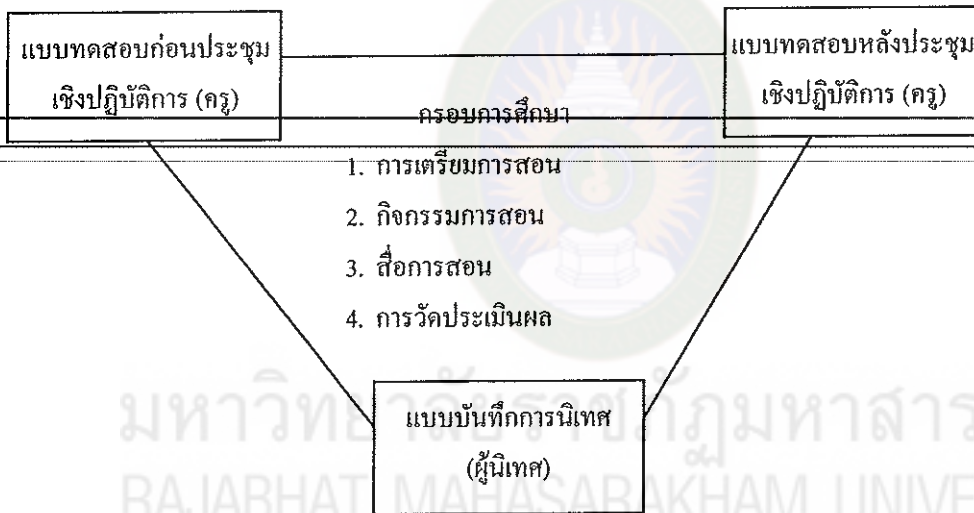 แบบทดสอบก่อนประชุม
เชิงปฏิบัติการ (ครู)
แบบทดสอบหลังประชุม
เชิงปฏิบัติการ (ครู)
กรอบการศึกษา
1. การเตรียมการสอน
2. กิจกรรมการสอน
3. สื่อการสอน
4. การวัดประเมินผล
แบบบันทึกการนิเทศ
(ผู้นิเทศ)
มหาวิทยาลัยราชภัฏมหาสาร
RAJABHAT MAHASARAKHAM UNIVE